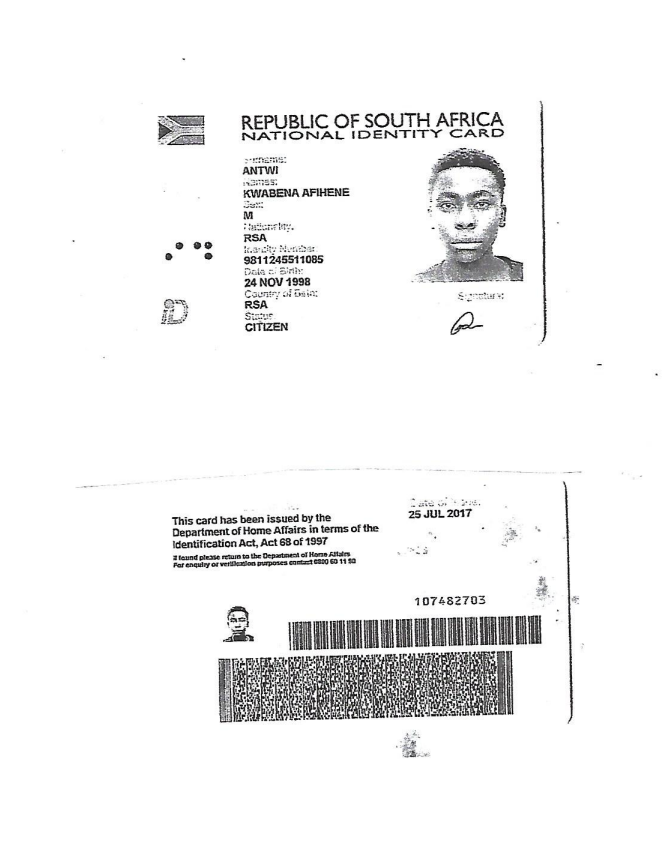 REPUBLIC OF SOUTH AFRICA
NATIONAL IDENTITY CARD
Surname:
ANTWI
Names:
KWABENA AFIHENE
Sex:
M
Nationality:
RSA
Identity Number:
9811245511085
Date of Birth:
24 NOV 1998
Country of Birth:
RSA
Status:
CITIZEN
Signature:
iD
This card has been issued by the
Department of Home Affairs in terms of the
Identification Act, Act 68 of 1997
If found please return to the Department of Home Affairs
For enquiry or verification purposes contact 0800 60 11 90
Date of Issue:
25 JUL 2017
107482703